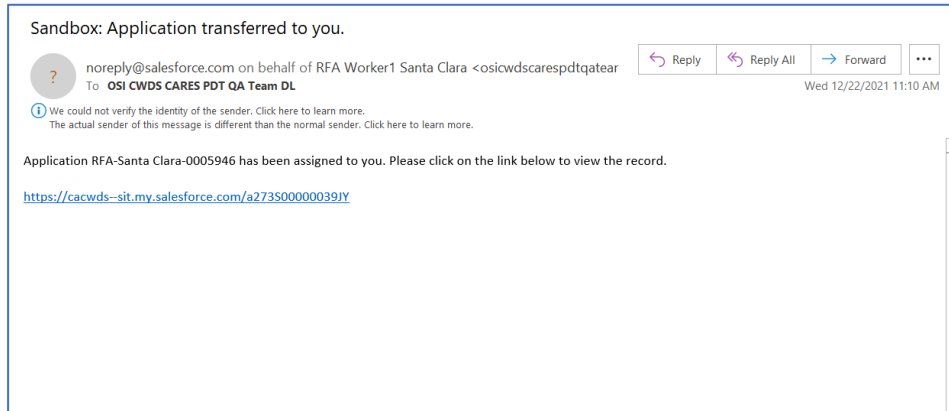 Sandbox: Application transferred to you.
?
noreply@salesforce.com on behalf of RFA Worker1 Santa Clara <osicwdscarespdtqatear
Reply
Reply All
Forward
To OSI CWDS CARES PDT QA Team DL
Wed 12/22/2021 11:10 AM
We could not verify the identity of the sender. Click here to learn more.
The actual sender of this message is different than the normal sender. Click here to learn more.
Application RFA-Santa Clara-0005946 has been assigned to you. Please click on the link below to view the record.
https://cacwds--sit.my.salesforce.com/a273S00000039JY